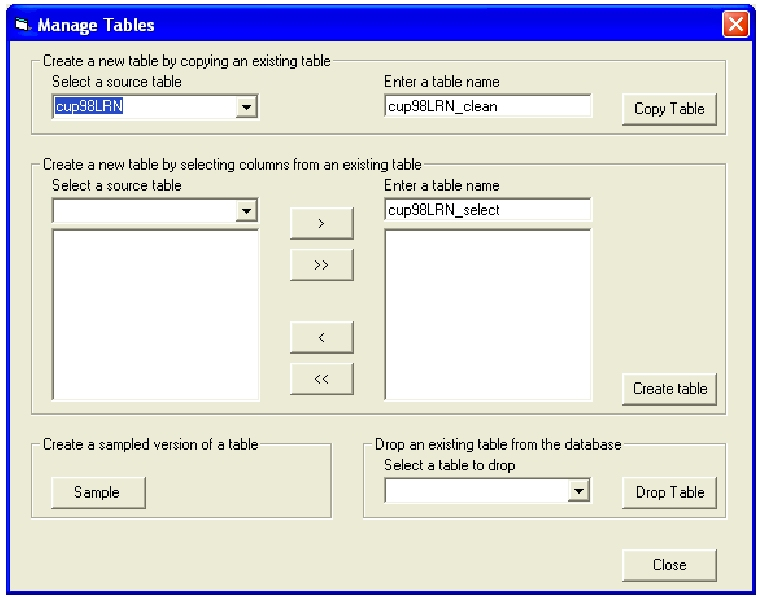 Manage Tables
Create a new table by copying an existing table
Select a source table
Enter a table name
cup98LRN
cup98LRN_clean
Copy Table
Create a new table by selecting columns from an existing table
Select a source table
Enter a table name
cup98LRN_select
>
>>
<
<<
Create table
Create a sampled version of a table
Sample
Drop an existing table from the database
Select a table to drop
Drop Table
Close